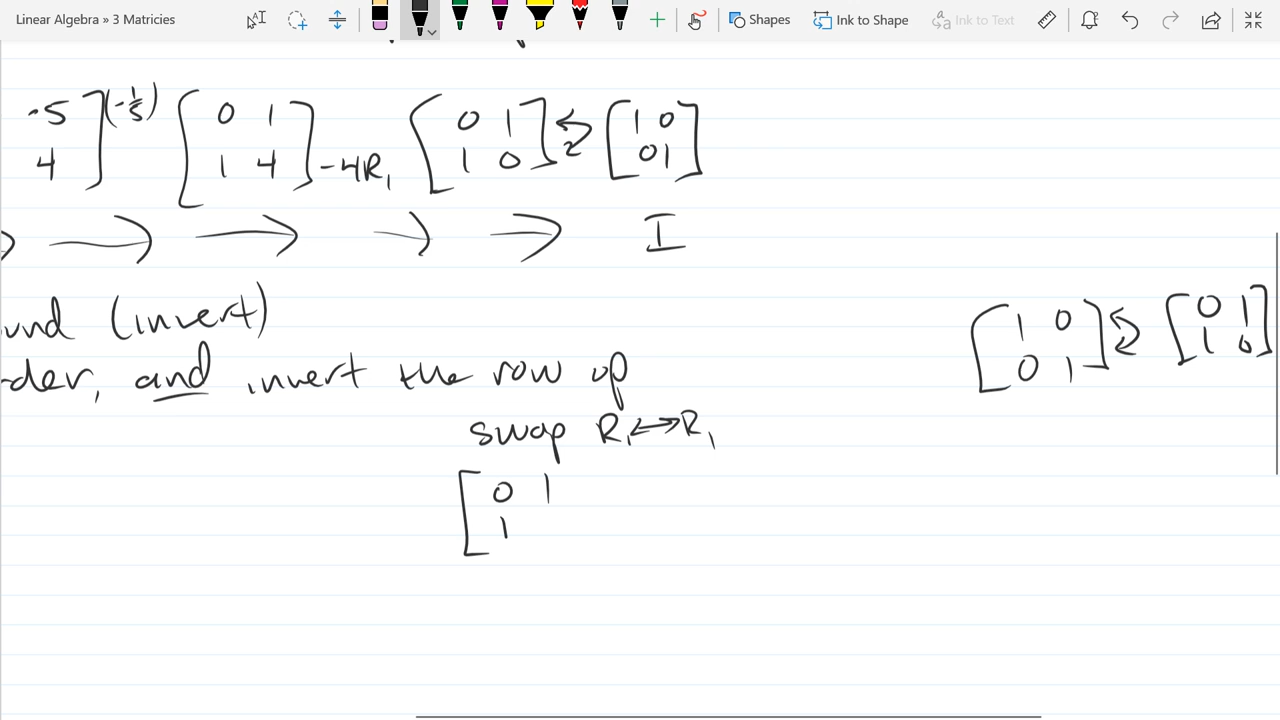 Linear Algebra » 3 Matricies
Shapes
Ink to Shape
Ink to Text
-5 (-1/5) 0 1 0 1 1 0
4 1 4 -4R₁ 1 0 0 1
I
und (invert)
1 0 0 1
0 1 1 0
der, and invert the row op
swap R₁↔R₁
0 1
1